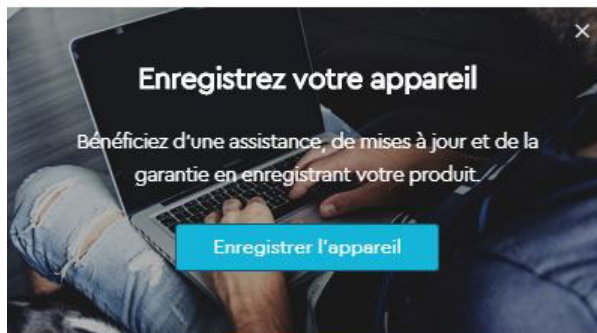 Enregistrez votre appareil
Bénéficiez d'une assistance, de mises à jour et de la
garantie en enregistrant votre produit.
Enregistrer l'appareil